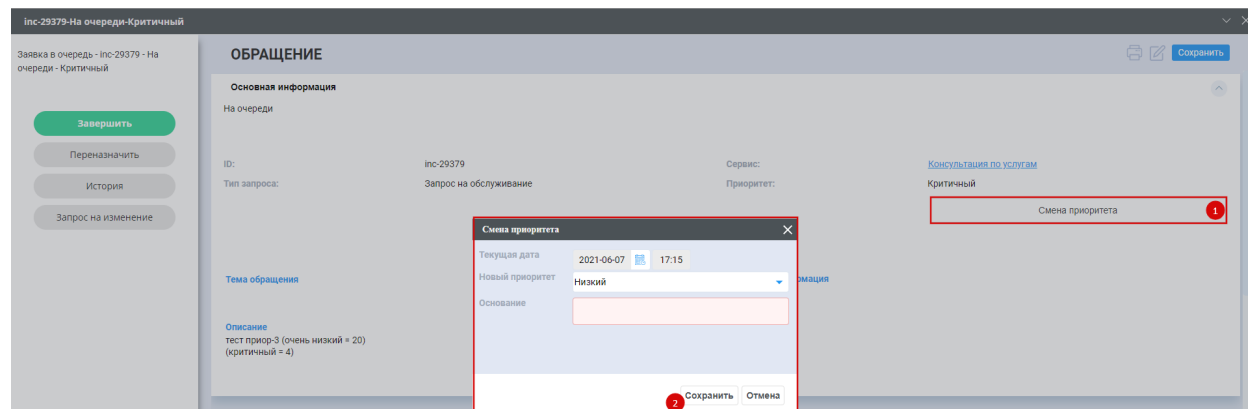 inc-29379-На очереди-Критичный
Заявка в очередь - inc-29379 - На
очереди - Критичный
Завершить
Переназначить
История
Запрос на изменение
ОБРАЩЕНИЕ
Сохранить
Основная информация
На очереди
ID:
inc-29379
Сервис:
Консультация по услугам
Тип запроса:
Запрос на обслуживание
Приоритет:
Критичный
Смена приоритета
1
Смена приоритета
Текущая дата
2021-06-07
17:15
Новый приоритет
Низкий
Основание
Сохранить
Отмена
2
Тема обращения
рмация
Описание
тест приор-3 (очень низкий = 20)
(критичный = 4)